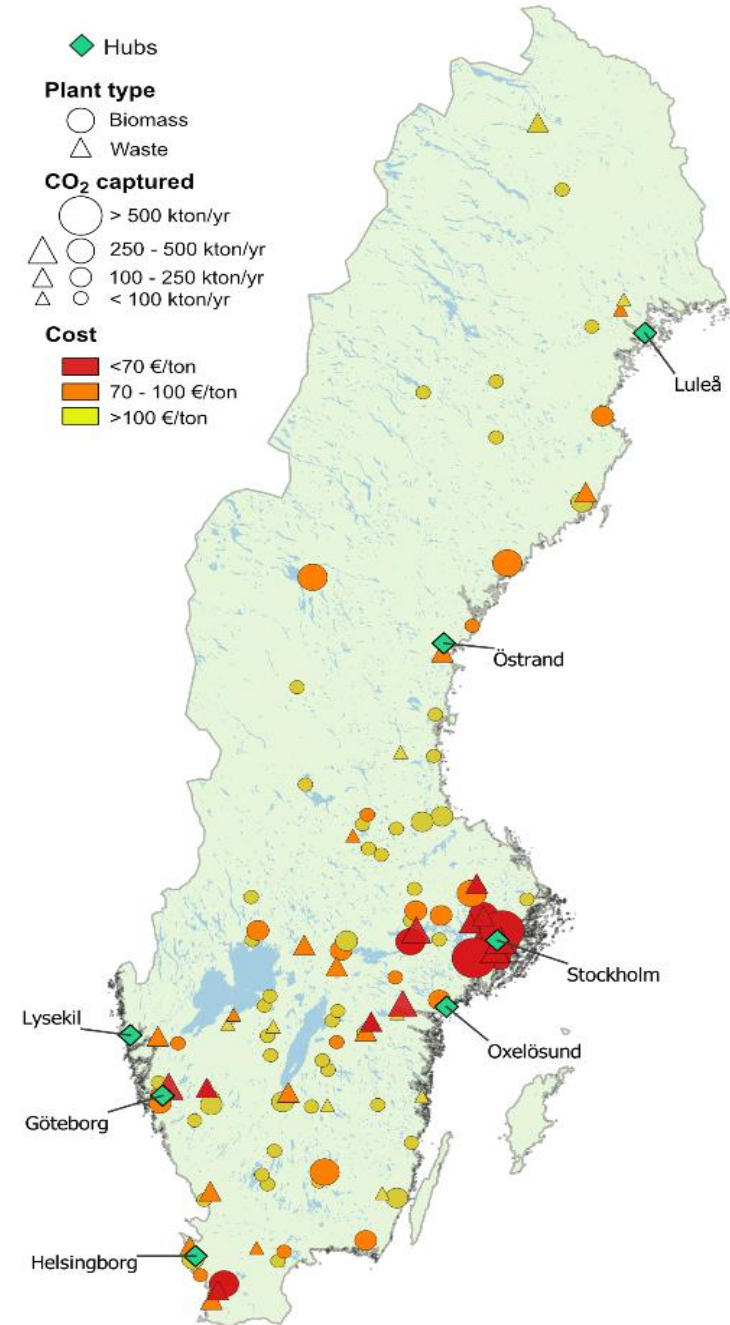 Hubs
Plant type
Biomass
Waste
CO₂ captured
> 500 kton/yr
250 - 500 kton/yr
100 - 250 kton/yr
< 100 kton/yr
Cost
<70 €/ton
70 - 100 €/ton
>100 €/ton
Luleå
Östrand
Stockholm
Lysekil
Oxelösund
Göteborg
Helsingborg